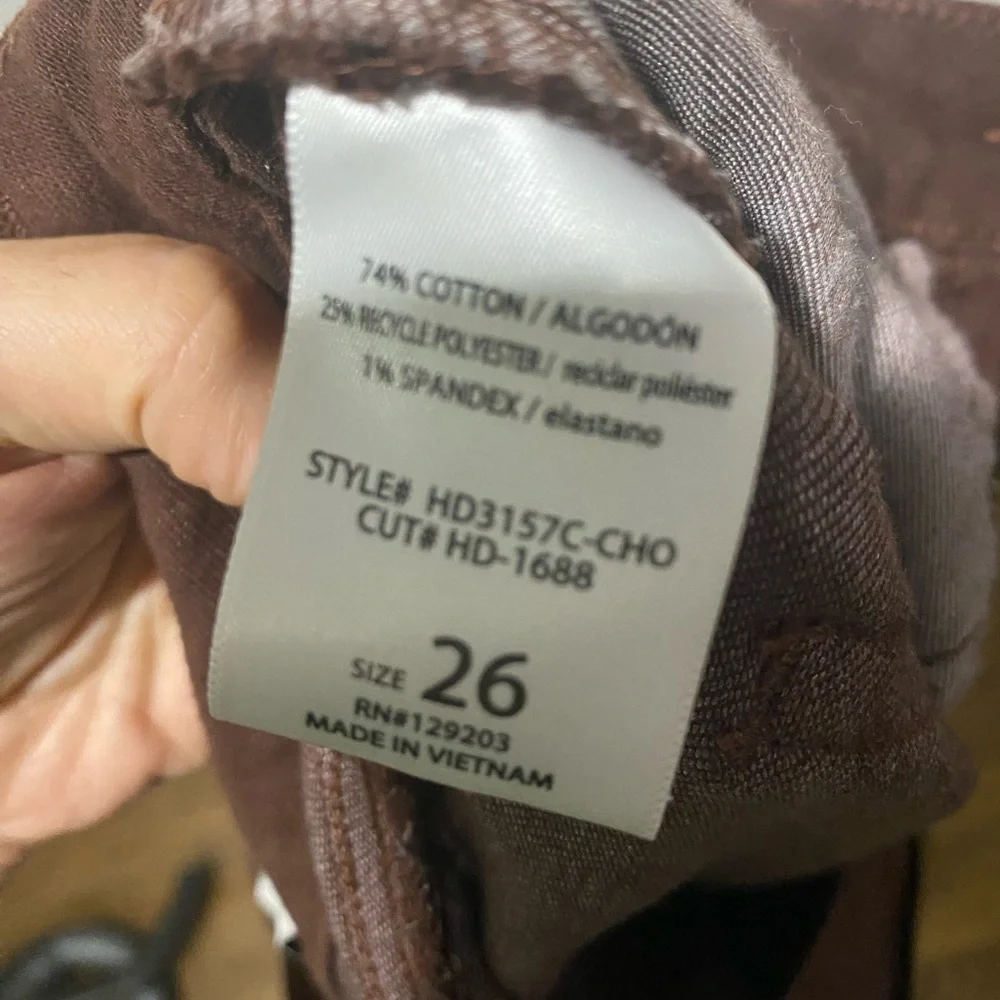 74% COTTON / ALGODÓN
25% RECYCLE POLYESTER / reciclar poliéster
1% SPANDEX / elastano
STYLE# HD3157C-CHO
CUT# HD-1688
SIZE 26
RN#129203
MADE IN VIETNAM